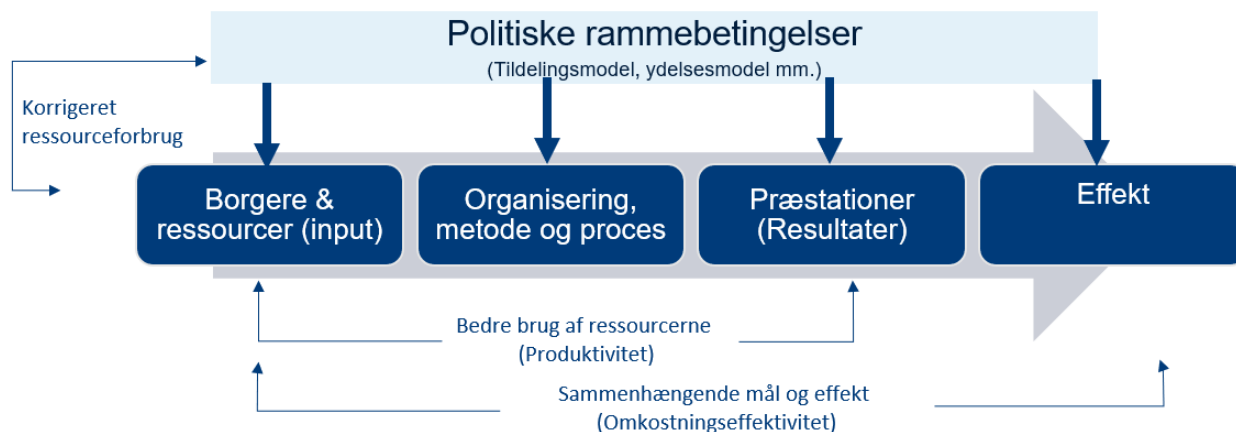 Politiske rammebetingelser
(Tildelingsmodel, ydelsesmodel mm.)
Korrigeret
ressourceforbrug
Borgere &
ressourcer (input)
Organisering,
metode og proces
Præstationer
(Resultater)
Effekt
Bedre brug af ressourcerne
(Produktivitet)
Sammenhængende mål og effekt
(Omkostningseffektivitet)